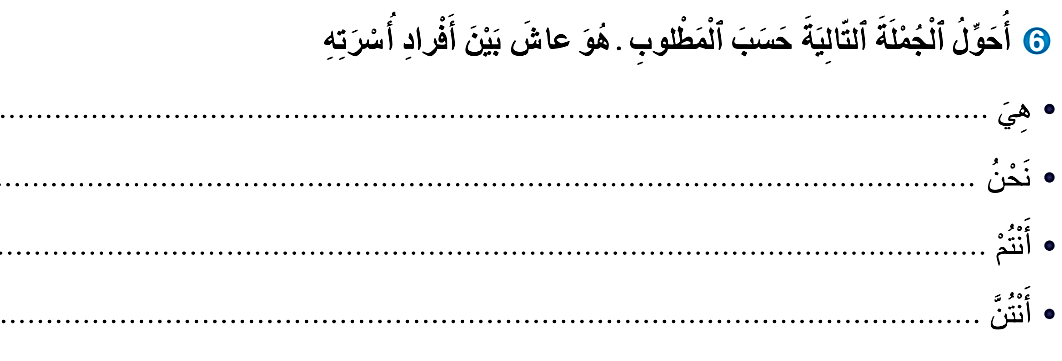 6 أُحَوِّلُ ٱلْجُمْلَةَ ٱلتّالِيَةَ حَسَبَ ٱلْمَطْلوبِ . هُوَ عاشَ بَيْنَ أَفْرادِ أُسْرَتِهِ
• هِيَ ........................................................................................................
• نَحْنُ ........................................................................................................
• أَنْتُمْ ........................................................................................................
• أَنْتُنَّ ........................................................................................................